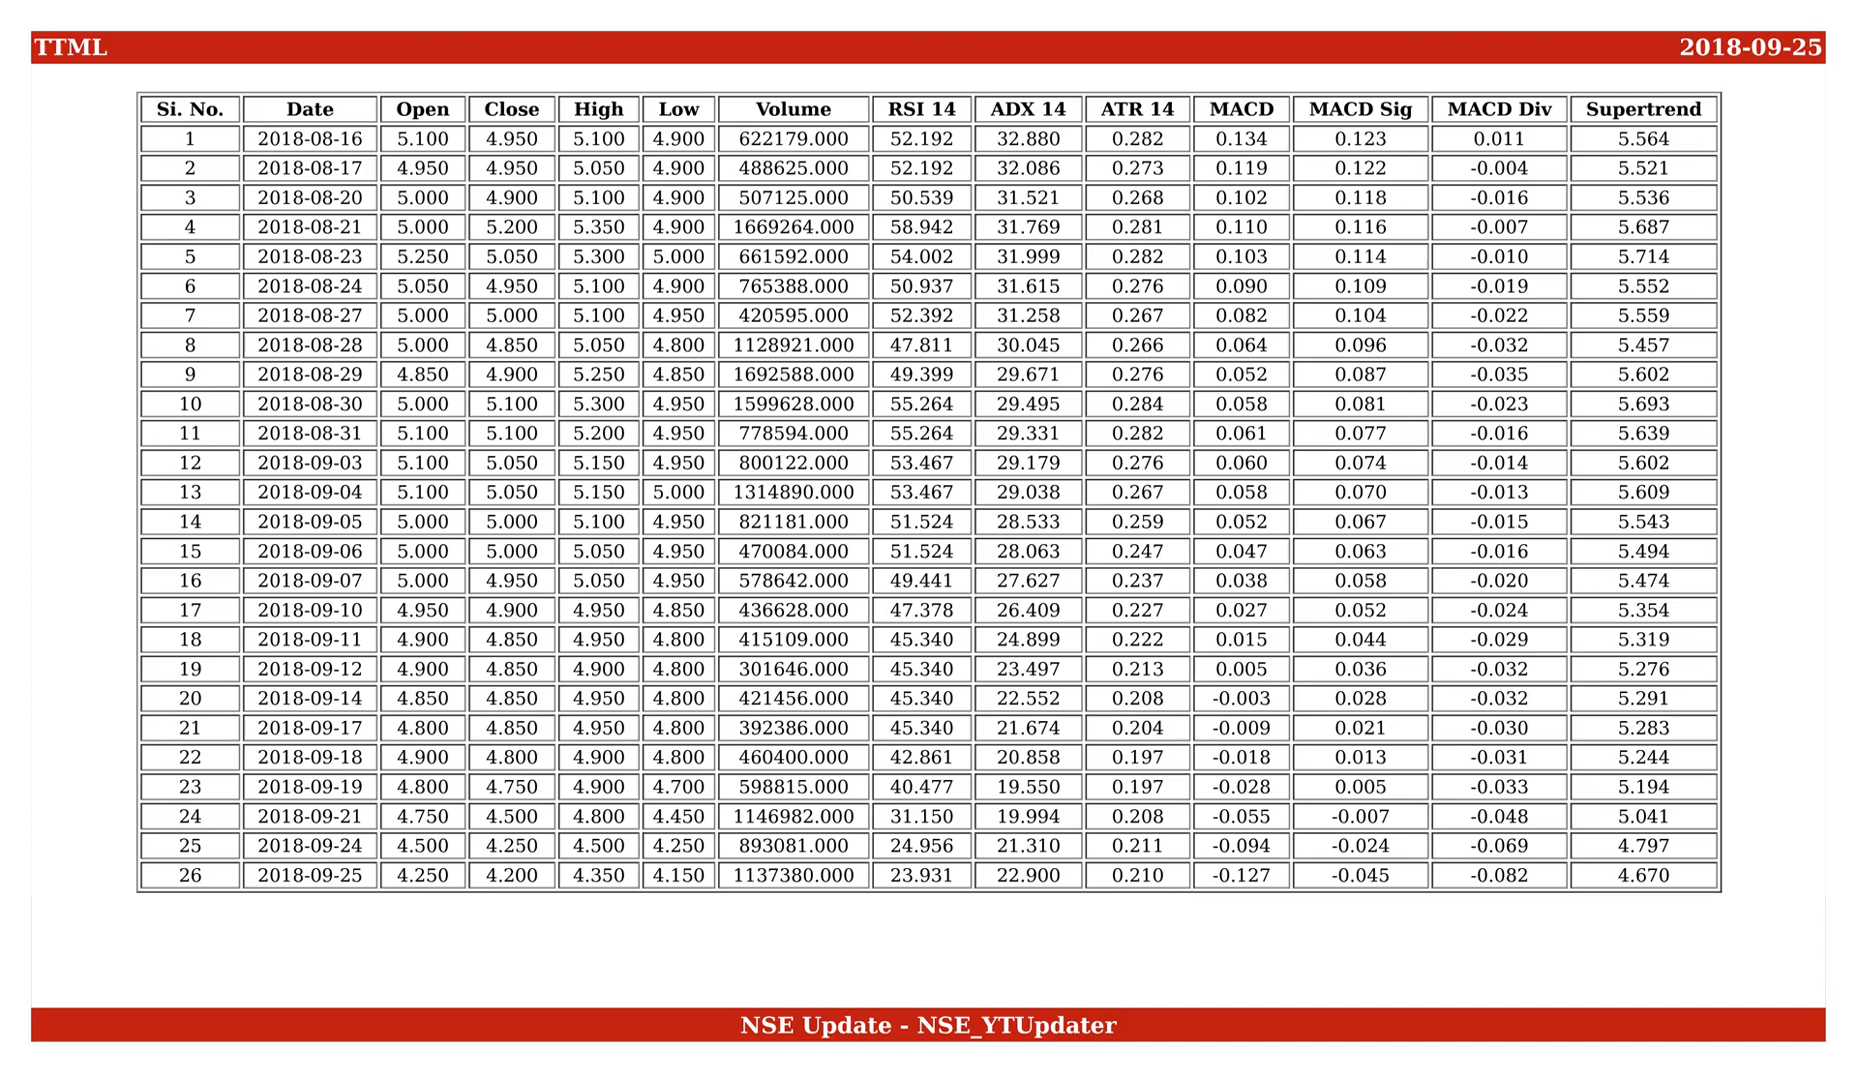 TTML 2018-09-25
Si. No. Date Open Close High Low Volume RSI 14 ADX 14 ATR 14 MACD MACD Sig MACD Div Supertrend
1 2018-08-16 5.100 4.950 5.100 4.900 622179.000 52.192 32.880 0.282 0.134 0.123 0.011 5.564
2 2018-08-17 4.950 4.950 5.050 4.900 488625.000 52.192 32.086 0.273 0.119 0.122 -0.004 5.521
3 2018-08-20 5.000 4.900 5.100 4.900 507125.000 50.539 31.521 0.268 0.102 0.118 -0.016 5.536
4 2018-08-21 5.000 5.200 5.350 4.900 1669264.000 58.942 31.769 0.281 0.110 0.116 -0.007 5.687
5 2018-08-23 5.250 5.050 5.300 5.000 661592.000 54.002 31.999 0.282 0.103 0.114 -0.010 5.714
6 2018-08-24 5.050 4.950 5.100 4.900 765388.000 50.937 31.615 0.276 0.090 0.109 -0.019 5.552
7 2018-08-27 5.000 5.000 5.100 4.950 420595.000 52.392 31.258 0.267 0.082 0.104 -0.022 5.559
8 2018-08-28 5.000 4.850 5.050 4.800 1128921.000 47.811 30.045 0.266 0.064 0.096 -0.032 5.457
9 2018-08-29 4.850 4.900 5.250 4.850 1692588.000 49.399 29.671 0.276 0.052 0.087 -0.035 5.602
10 2018-08-30 5.000 5.100 5.300 4.950 1599628.000 55.264 29.495 0.284 0.058 0.081 -0.023 5.693
11 2018-08-31 5.100 5.100 5.200 4.950 778594.000 55.264 29.331 0.282 0.061 0.077 -0.016 5.639
12 2018-09-03 5.100 5.050 5.150 4.950 800122.000 53.467 29.179 0.276 0.060 0.074 -0.014 5.602
13 2018-09-04 5.100 5.050 5.150 5.000 1314890.000 53.467 29.038 0.267 0.058 0.070 -0.013 5.609
14 2018-09-05 5.000 5.000 5.100 4.950 821181.000 51.524 28.533 0.259 0.052 0.067 -0.015 5.543
15 2018-09-06 5.000 5.000 5.050 4.950 470084.000 51.524 28.063 0.247 0.047 0.063 -0.016 5.494
16 2018-09-07 5.000 4.950 5.050 4.950 578642.000 49.441 27.627 0.237 0.038 0.058 -0.020 5.474
17 2018-09-10 4.950 4.900 4.950 4.850 436628.000 47.378 26.409 0.227 0.027 0.052 -0.024 5.354
18 2018-09-11 4.900 4.850 4.950 4.800 415109.000 45.340 24.899 0.222 0.015 0.044 -0.029 5.319
19 2018-09-12 4.900 4.850 4.900 4.800 301646.000 45.340 23.497 0.213 0.005 0.036 -0.032 5.276
20 2018-09-14 4.850 4.850 4.950 4.800 421456.000 45.340 22.552 0.208 -0.003 0.028 -0.032 5.291
21 2018-09-17 4.800 4.850 4.950 4.800 392386.000 45.340 21.674 0.204 -0.009 0.021 -0.030 5.283
22 2018-09-18 4.900 4.800 4.900 4.800 460400.000 42.861 20.858 0.197 -0.018 0.013 -0.031 5.244
23 2018-09-19 4.800 4.750 4.900 4.700 598815.000 40.477 19.550 0.197 -0.028 0.005 -0.033 5.194
24 2018-09-21 4.750 4.500 4.800 4.450 1146982.000 31.150 19.994 0.208 -0.055 -0.007 -0.048 5.041
25 2018-09-24 4.500 4.250 4.500 4.250 893081.000 24.956 21.310 0.211 -0.094 -0.024 -0.069 4.797
26 2018-09-25 4.250 4.200 4.350 4.150 1137380.000 23.931 22.900 0.210 -0.127 -0.045 -0.082 4.670
NSE Update - NSE_YTUpdater